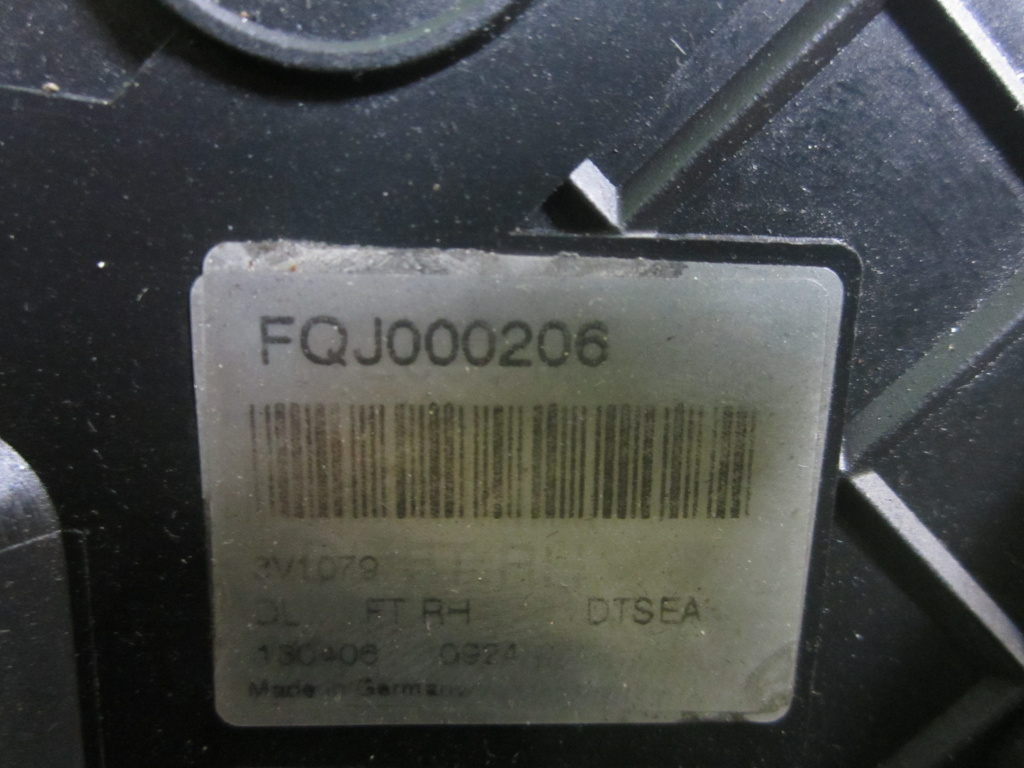 FQJ000206
3V1079
DL FT RH DTSEA
130406 0924
Made in Germany